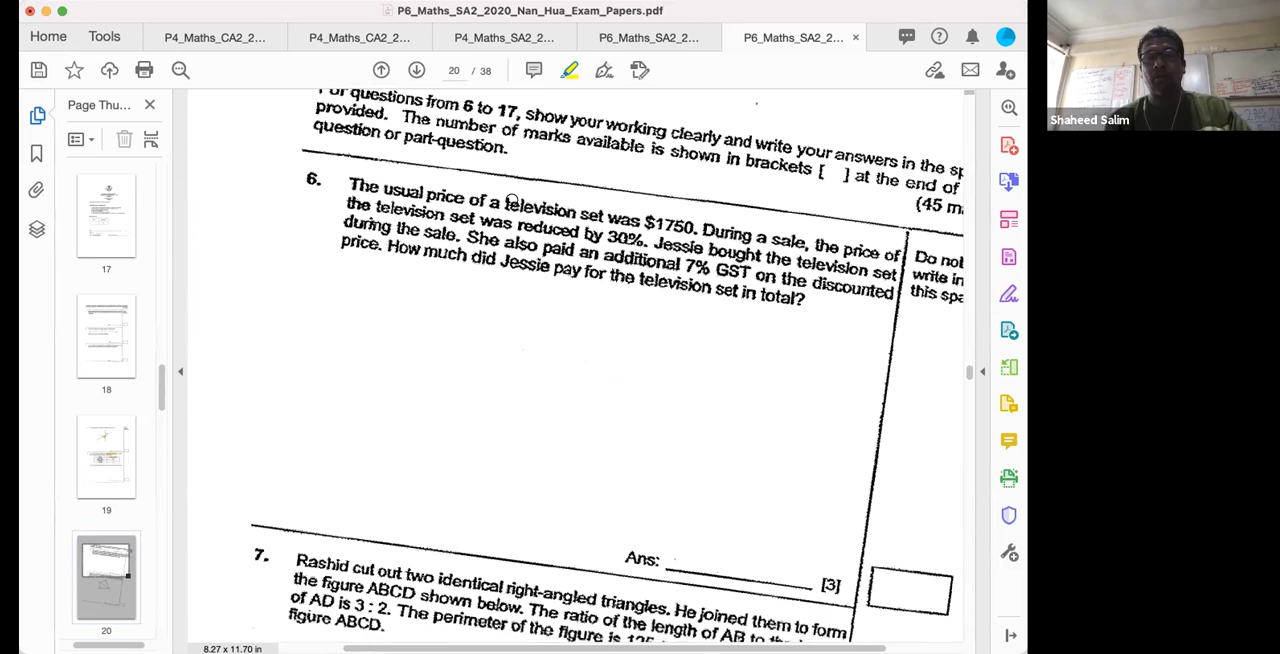 P6_Maths_SA2_2020_Nan_Hua_Exam_Papers.pdf
Home
Tools
P4_Maths_CA2_2...
P4_Maths_CA2_2...
P4_Maths_SA2_2...
P6_Maths_SA2_2...
P6_Maths_SA2_2...
20 / 38
Page Thu...
17
18
19
20
For questions from 6 to 17, show your working clearly and write your answers in the sp
provided. The number of marks available is shown in brackets [ ] at the end of
question or part-question.
(45 m
6. The usual price of a television set was $1750. During a sale, the price of
the television set was reduced by 30%. Jessie bought the television set
during the sale. She also paid an additional 7% GST on the discounted
price. How much did Jessie pay for the television set in total?
Do not
write in
this spa
Ans:
[3]
7. Rashid cut out two identical right-angled triangles. He joined them to form
the figure ABCD shown below. The ratio of the length of AB to the
of AD is 3 : 2. The perimeter of the figure is
figure ABCD.
8.27 x 11.70 in
Shaheed Salim